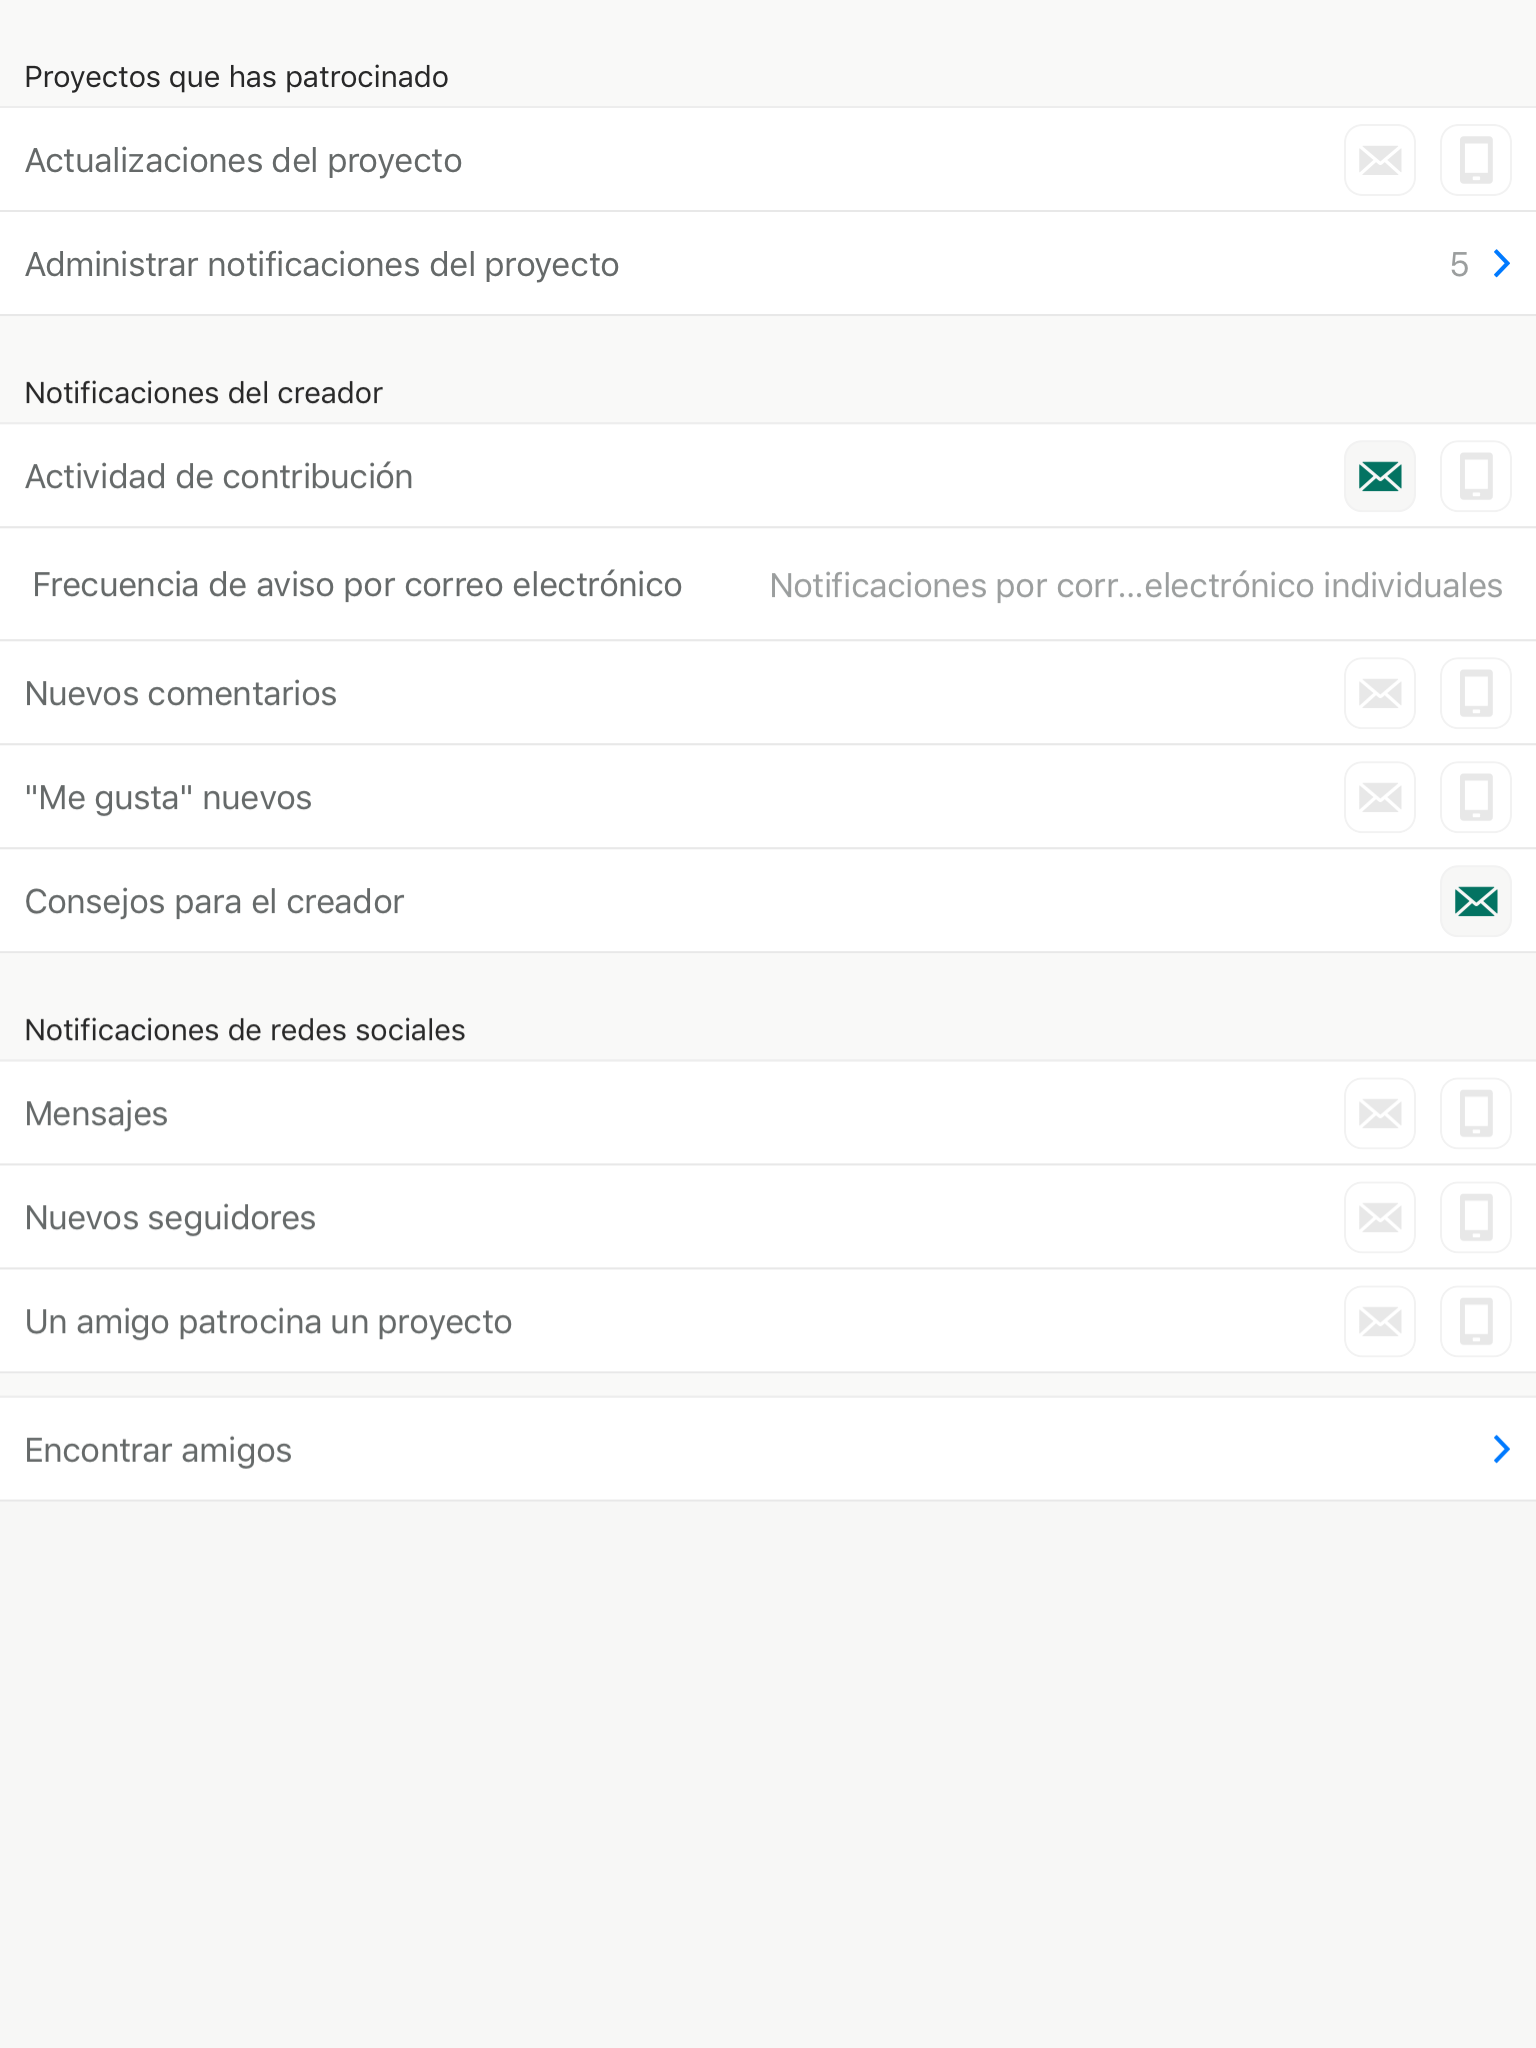 Proyectos que has patrocinado
Actualizaciones del proyecto
Administrar notificaciones del proyecto 5
Notificaciones del creador
Actividad de contribución
Frecuencia de aviso por correo electrónico Notificaciones por corr...electrónico individuales
Nuevos comentarios
"Me gusta" nuevos
Consejos para el creador
Notificaciones de redes sociales
Mensajes
Nuevos seguidores
Un amigo patrocina un proyecto
Encontrar amigos